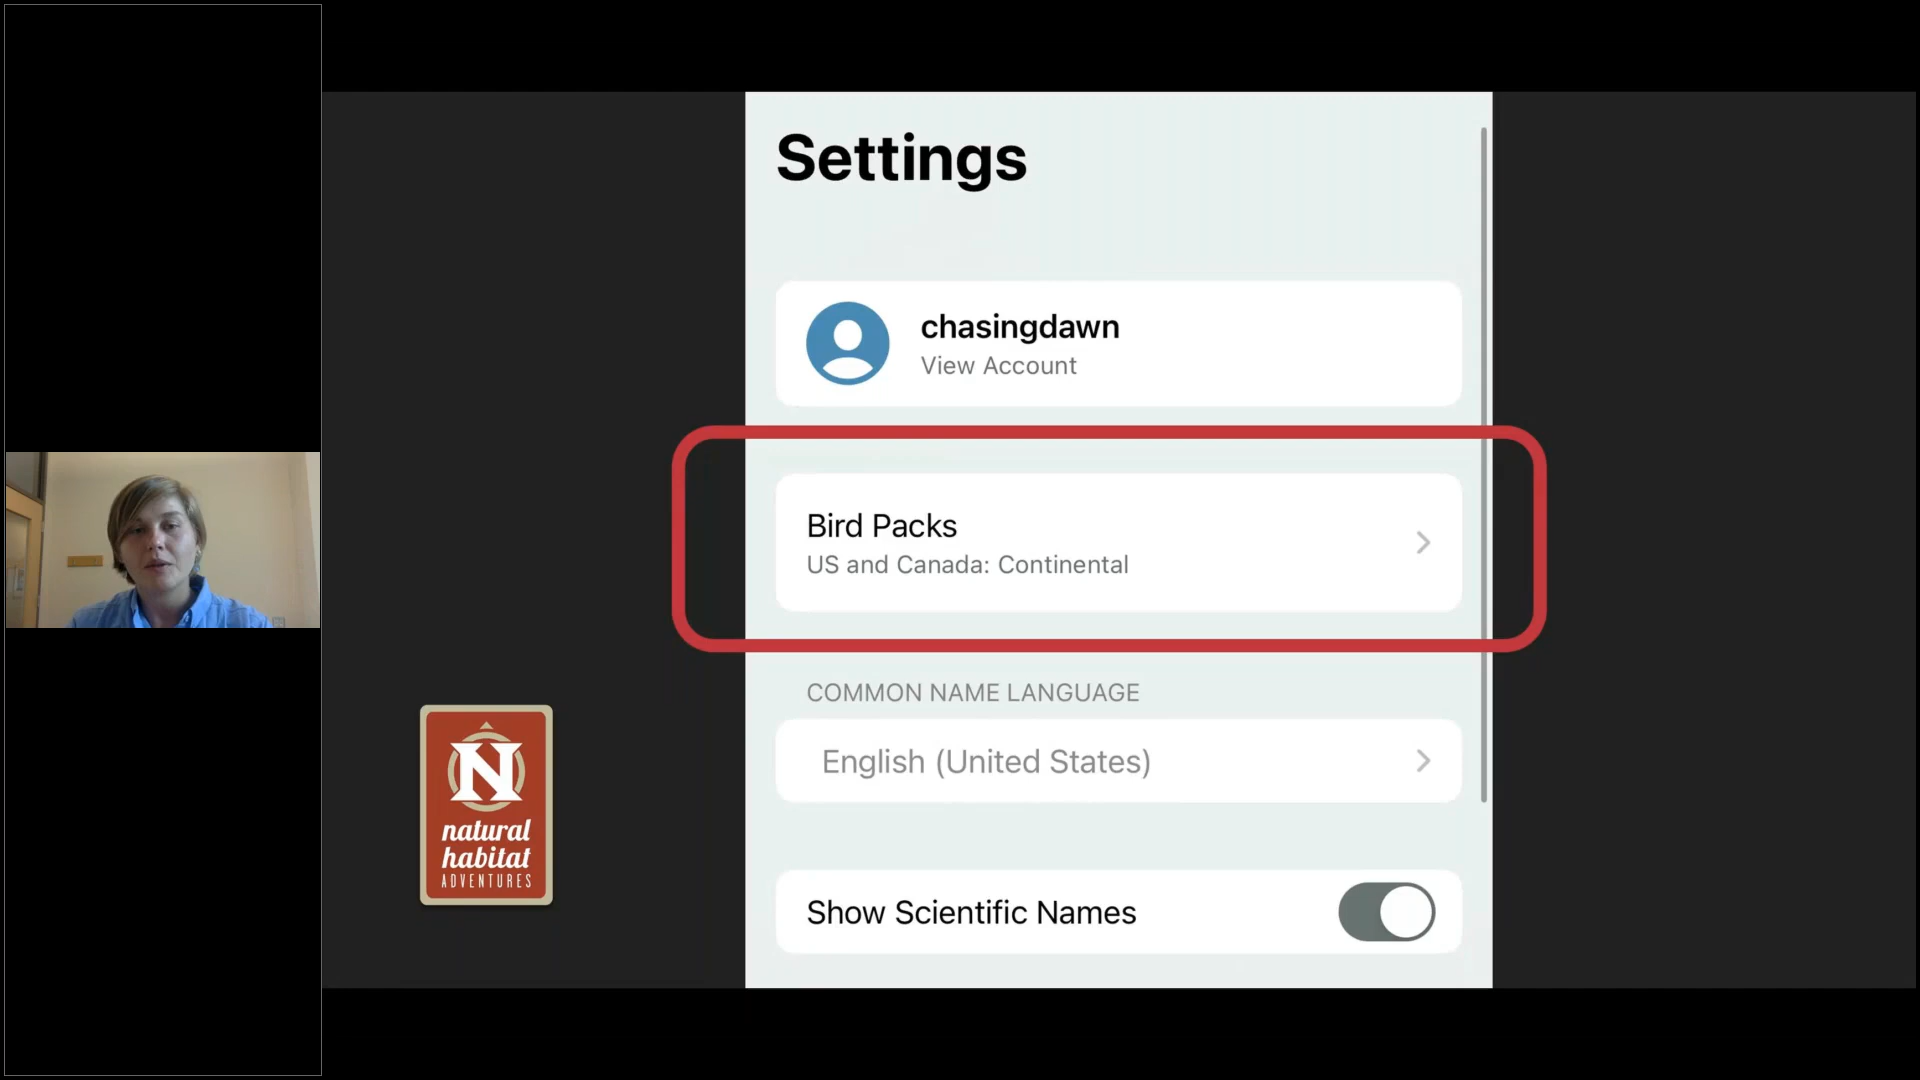 Settings
chasingdawn
View Account
Bird Packs
US and Canada: Continental
COMMON NAME LANGUAGE
English (United States)
Show Scientific Names
N
natural
habitat
ADVENTURES